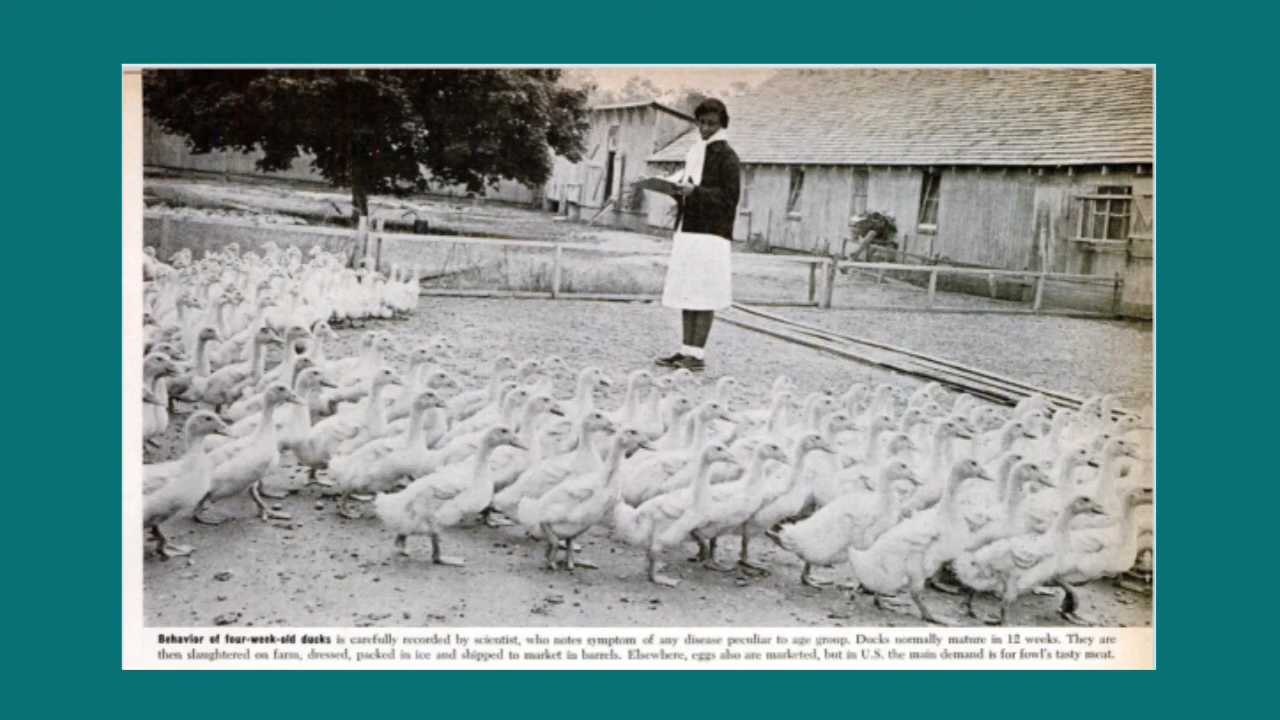 Behavior of four-week-old ducks is carefully recorded by scientist, who notes symptom of any disease peculiar to age group. Ducks normally mature in 12 weeks. They are
then slaughtered on farm, dressed, packed in ice and shipped to market in barrels. Elsewhere, eggs also are marketed, but in U.S. the main demand is for fowl's tasty meat.